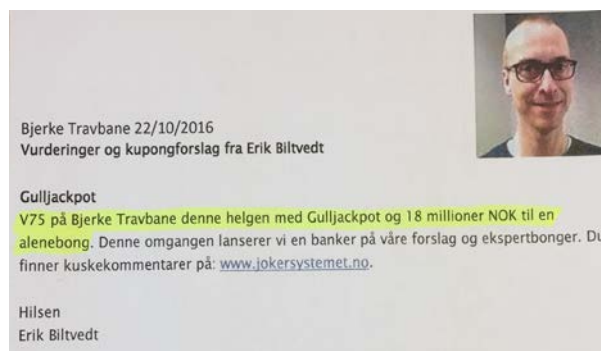 Bjerke Travbane 22/10/2016
Vurderinger og kupongforslag fra Erik Biltvedt
Gulljackpot
V75 på Bjerke Travbane denne helgen med Gulljackpot og 18 millioner NOK til en
alenebong. Denne omgangen lanserer vi en banker på våre forslag og ekspertbonger. Du
finner kuskekommentarer på: www.jokersystemet.no.
Hilsen
Erik Biltvedt